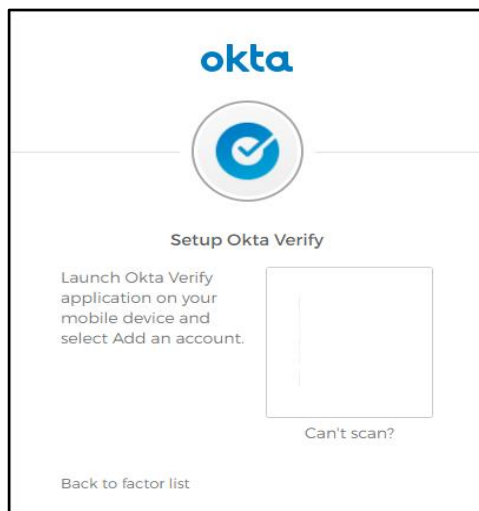 okta
Setup Okta Verify
Launch Okta Verify
application on your
mobile device and
select Add an account.
Can't scan?
Back to factor list